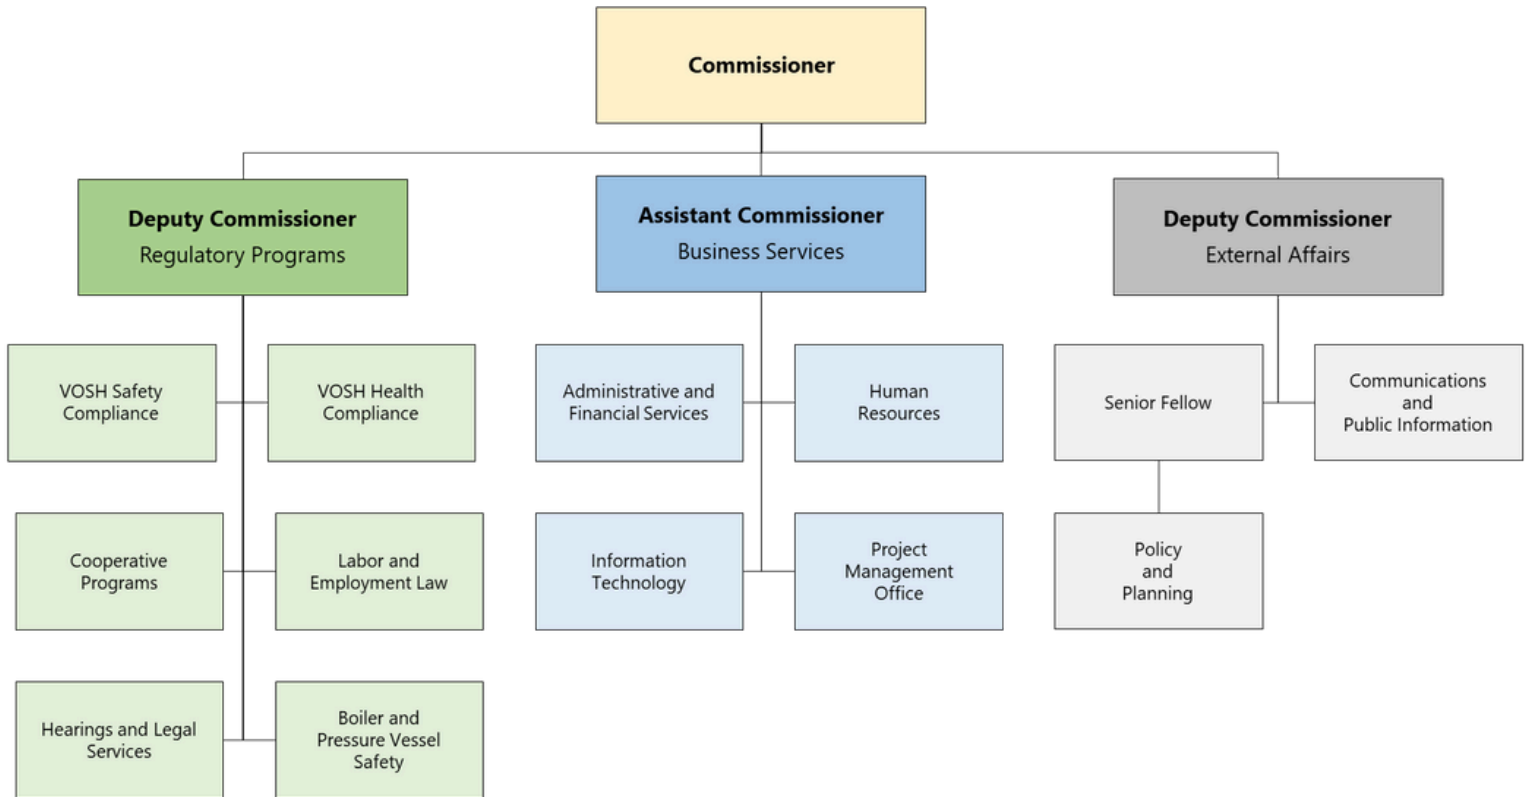 Commissioner
Deputy Commissioner
Regulatory Programs
Assistant Commissioner
Business Services
Deputy Commissioner
External Affairs
VOSH Safety
Compliance
VOSH Health
Compliance
Administrative and
Financial Services
Human
Resources
Senior Fellow
Communications
and
Public Information
Cooperative
Programs
Labor and
Employment Law
Information
Technology
Project
Management
Office
Policy
and
Planning
Hearings and Legal
Services
Boiler and
Pressure Vessel
Safety